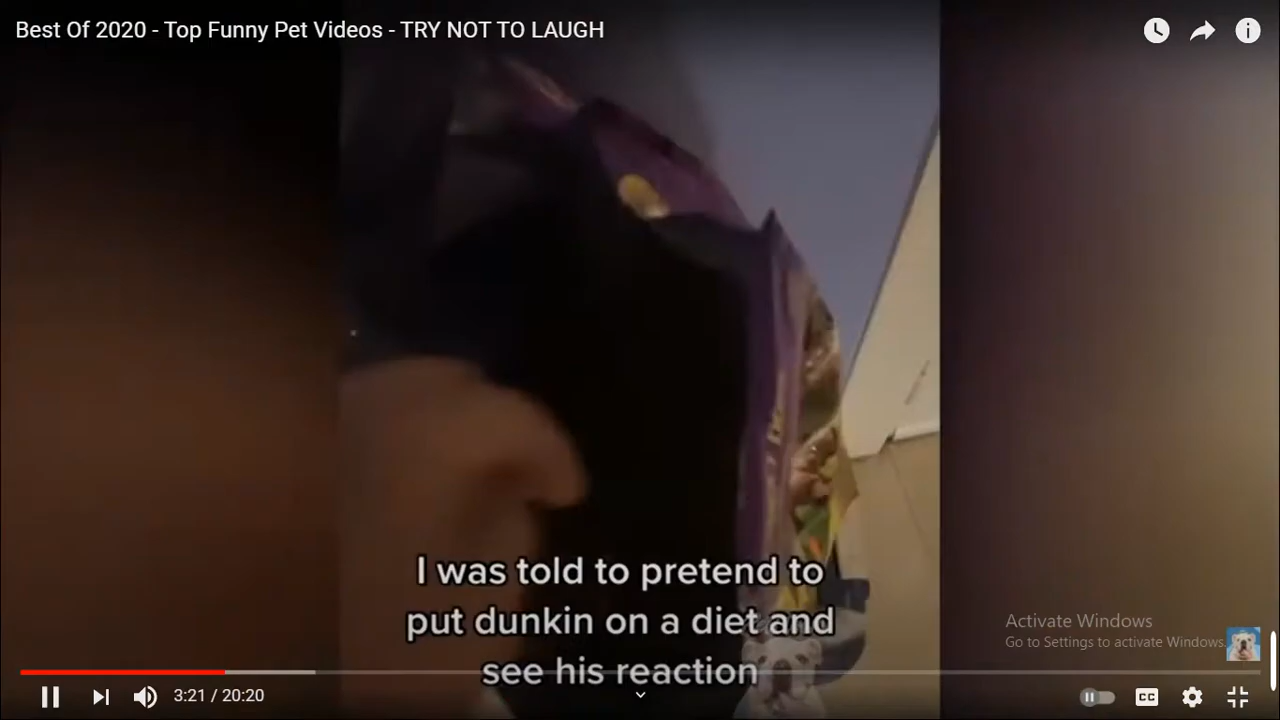 Best Of 2020 - Top Funny Pet Videos - TRY NOT TO LAUGH
I was told to pretend to
put dunkin on a diet and
see his reaction
Activate Windows
Go to Settings to activate Windows.
3:21 / 20:20
CC